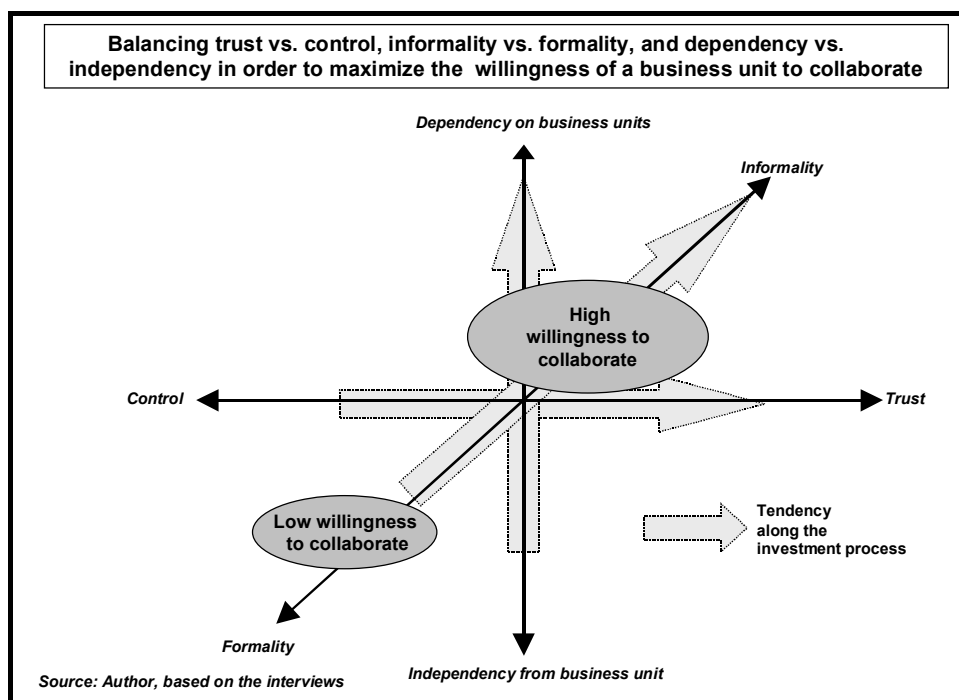 Balancing trust vs. control, informality vs. formality, and dependency vs.
independency in order to maximize the willingness of a business unit to collaborate
Dependency on business units
Informality
High
willingness to
collaborate
Control
Trust
Low willingness
to collaborate
Tendency
along the
investment process
Formality
Independency from business unit
Source: Author, based on the interviews